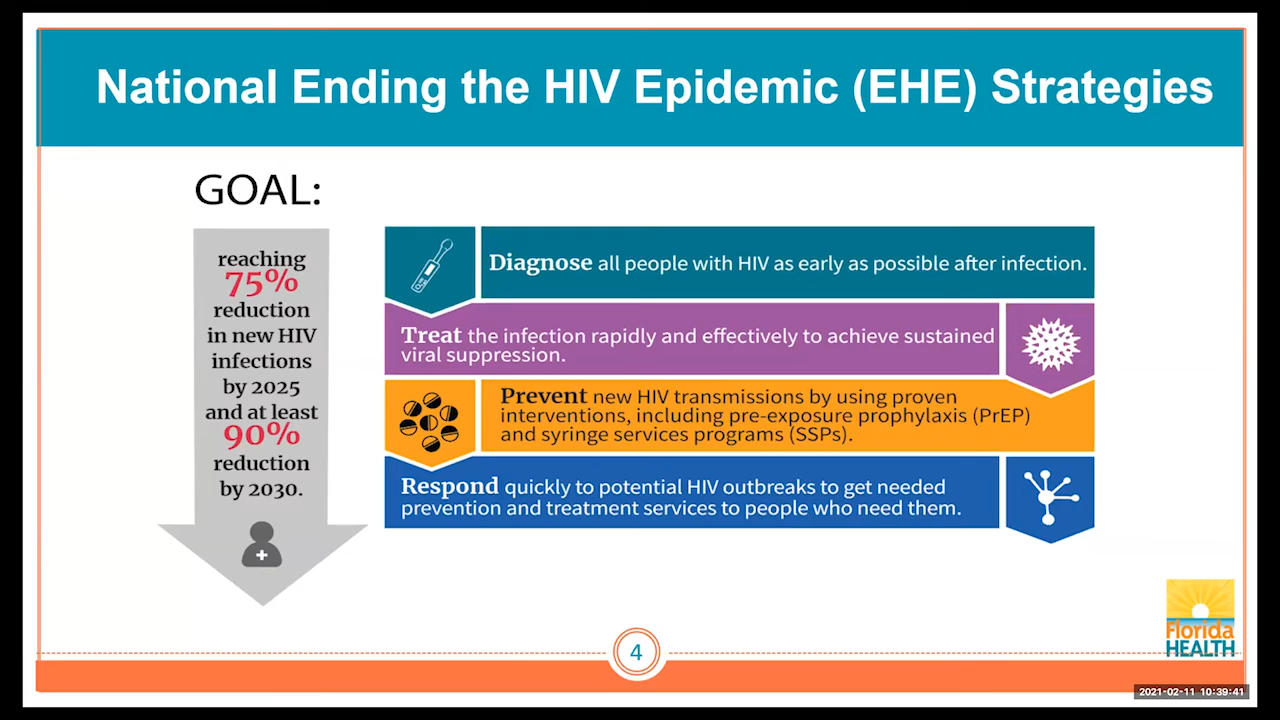 National Ending the HIV Epidemic (EHE) Strategies
GOAL:
reaching
75%
reduction
in new HIV
infections
by 2025
and at least
90%
reduction
by 2030.
Diagnose all people with HIV as early as possible after infection.
Treat the infection rapidly and effectively to achieve sustained
viral suppression.
Prevent new HIV transmissions by using proven
interventions, including pre-exposure prophylaxis (PrEP)
and syringe services programs (SSPs).
Respond quickly to potential HIV outbreaks to get needed
prevention and treatment services to people who need them.
4
Florida
HEALTH
2021-02-11 10:39:41